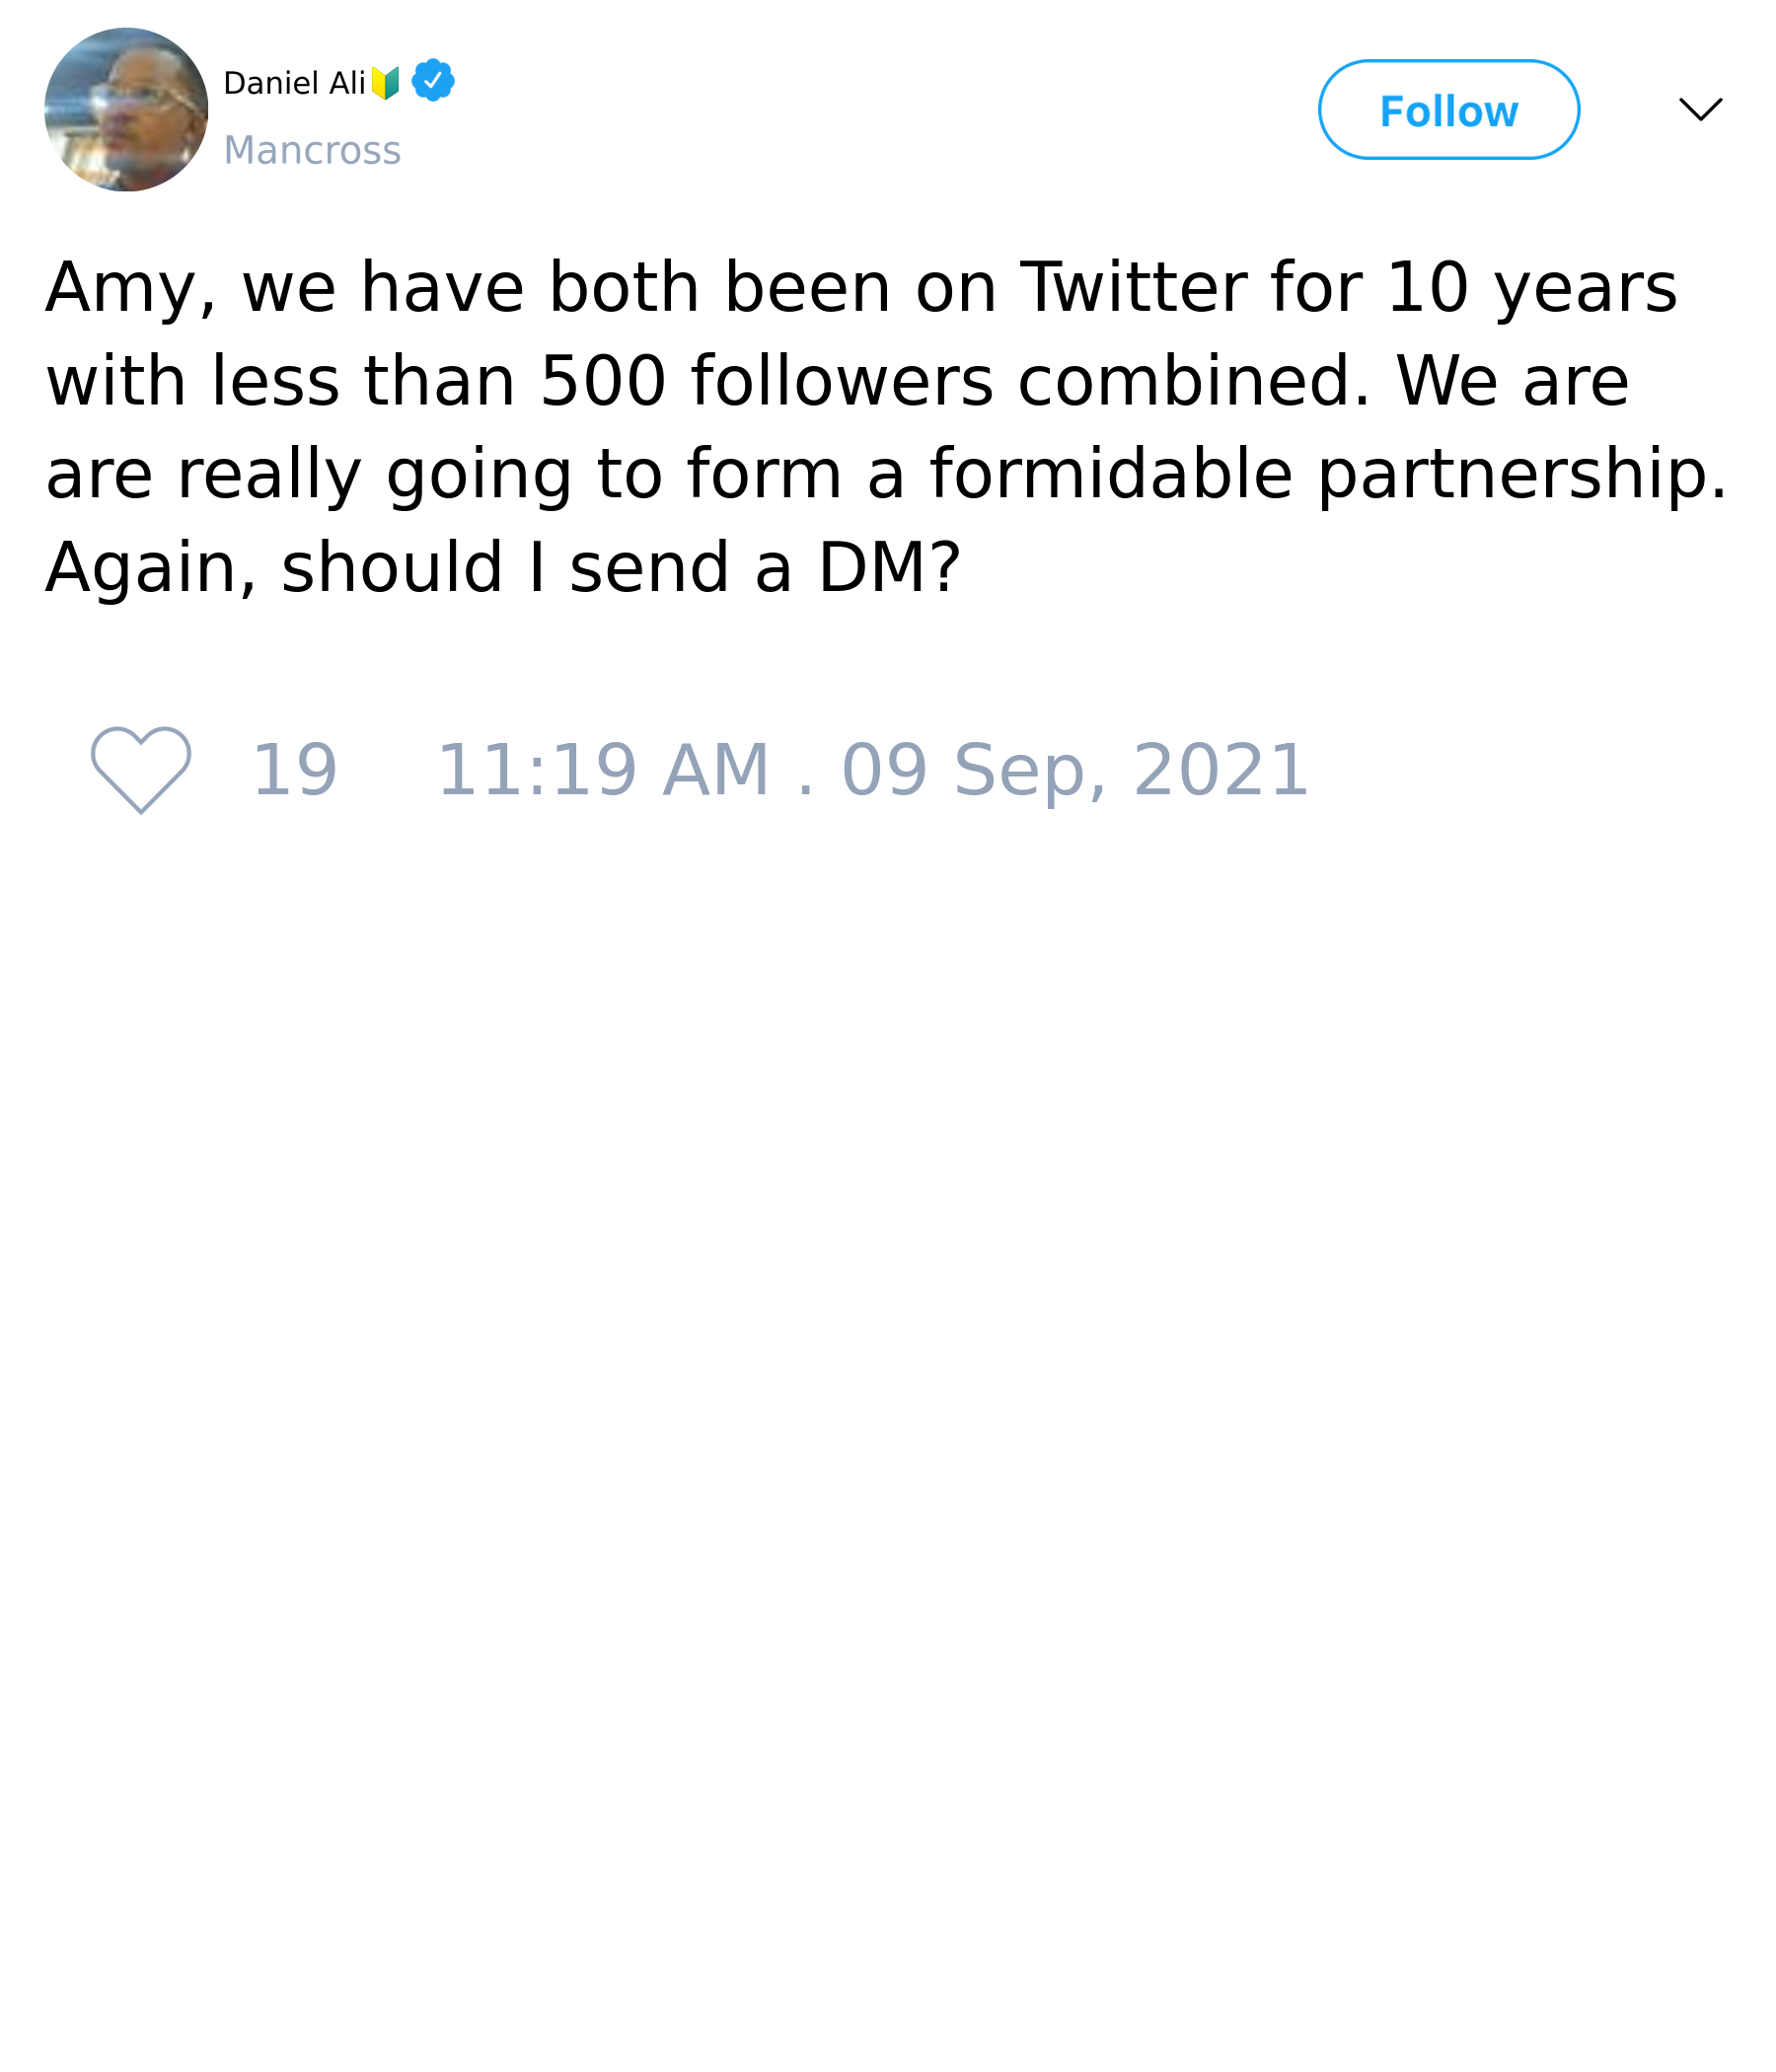 Daniel Ali🔰
Mancross
Follow
Amy, we have both been on Twitter for 10 years
with less than 500 followers combined. We are
are really going to form a formidable partnership.
Again, should I send a DM?
19 11:19 AM . 09 Sep, 2021